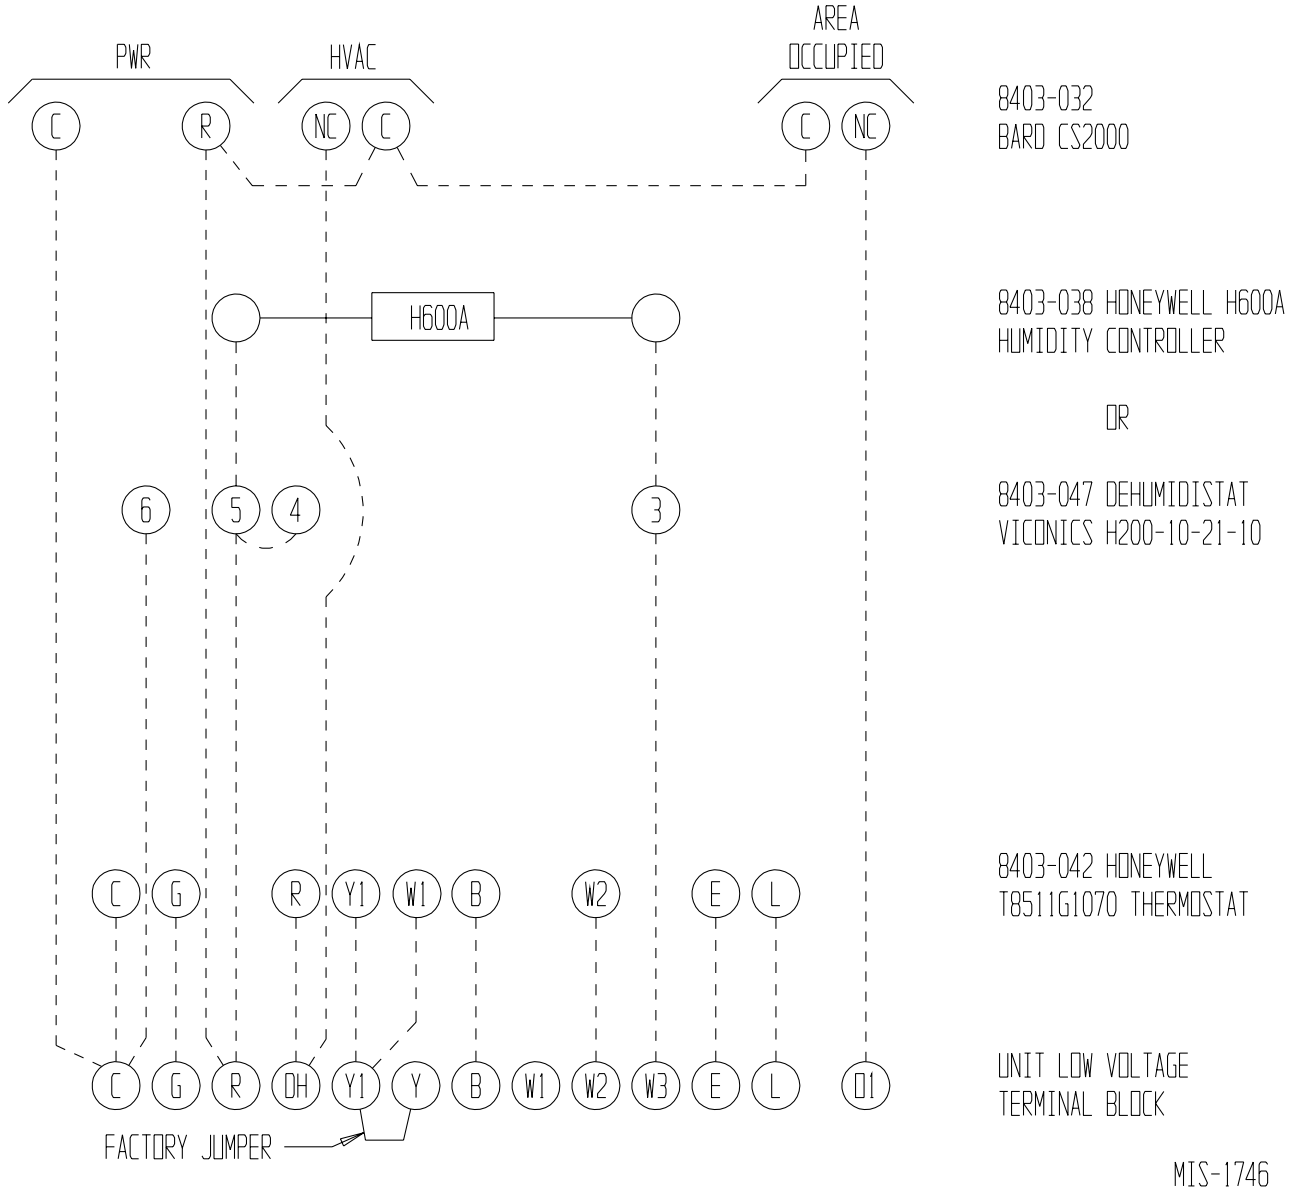 AREA
PWR HVAC OCCUPIED
C R NC C C NC
8403-032
BARD CS2000
H600A
8403-038 HONEYWELL H600A
HUMIDITY CONTROLLER
OR
6 5 4 3
8403-047 DEHUMIDISTAT
VICONICS H200-10-21-10
C G R Y1 W1 B W2 E L
8403-042 HONEYWELL
T8511G1070 THERMOSTAT
C G R OH Y1 Y B W1 W2 W3 E L O1
UNIT LOW VOLTAGE
TERMINAL BLOCK
FACTORY JUMPER
MIS-1746